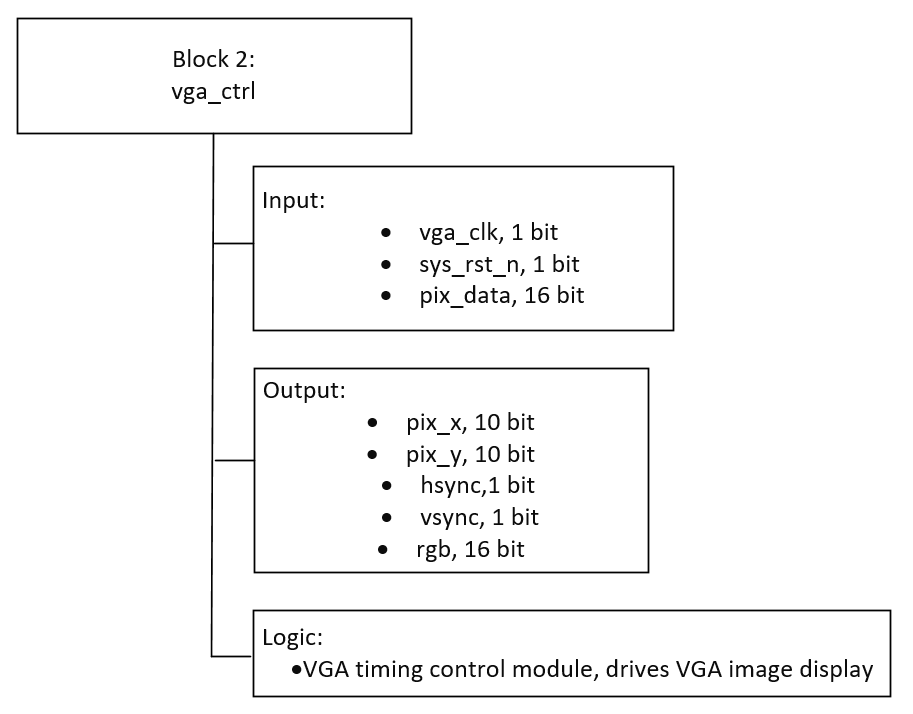 Block 2:
vga_ctrl
Input:
• vga_clk, 1 bit
• sys_rst_n, 1 bit
• pix_data, 16 bit
Output:
• pix_x, 10 bit
• pix_y, 10 bit
• hsync,1 bit
• vsync, 1 bit
• rgb, 16 bit
Logic:
•VGA timing control module, drives VGA image display